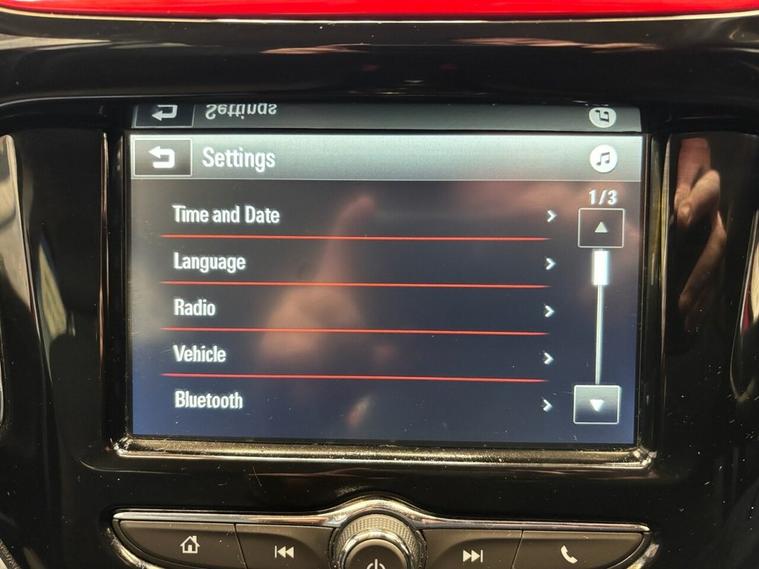 Settings
Settings
1/3
Time and Date
Language
Radio
Vehicle
Bluetooth